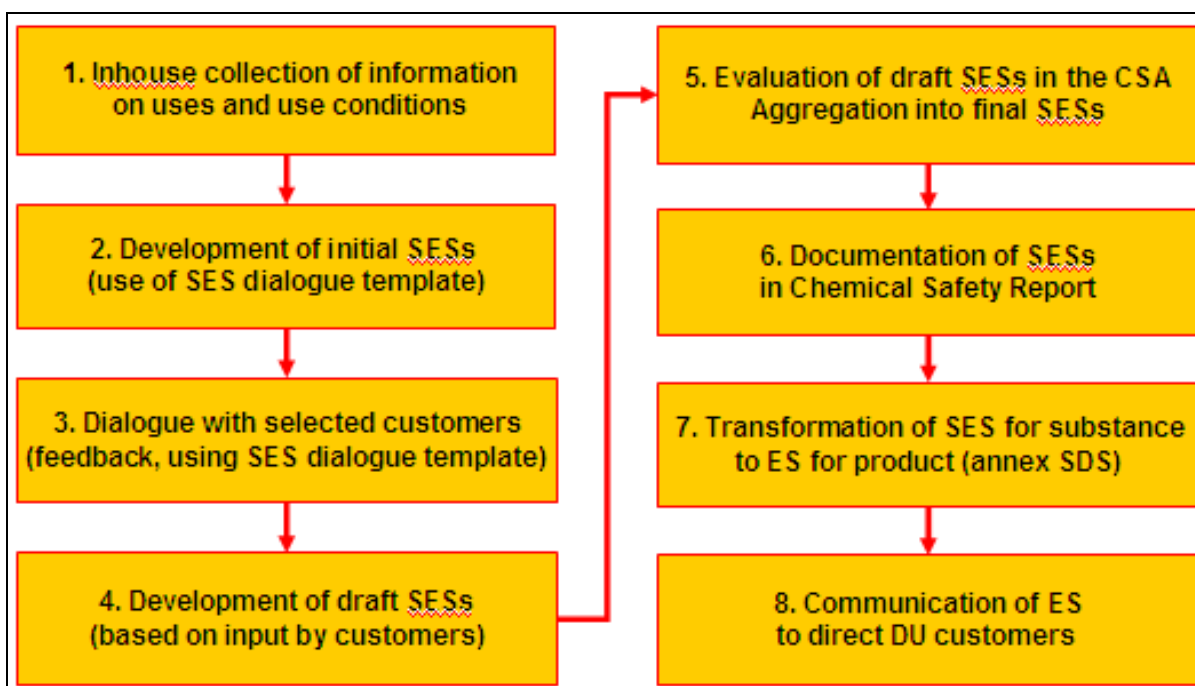 1. Inhouse collection of information
on uses and use conditions
2. Development of initial SESs
(use of SES dialogue template)
3. Dialogue with selected customers
(feedback, using SES dialogue template)
4. Development of draft SESs
(based on input by customers)
5. Evaluation of draft SESs in the CSA
Aggregation into final SESs
6. Documentation of SESs
in Chemical Safety Report
7. Transformation of SES for substance
to ES for product (annex SDS)
8. Communication of ES
to direct DU customers